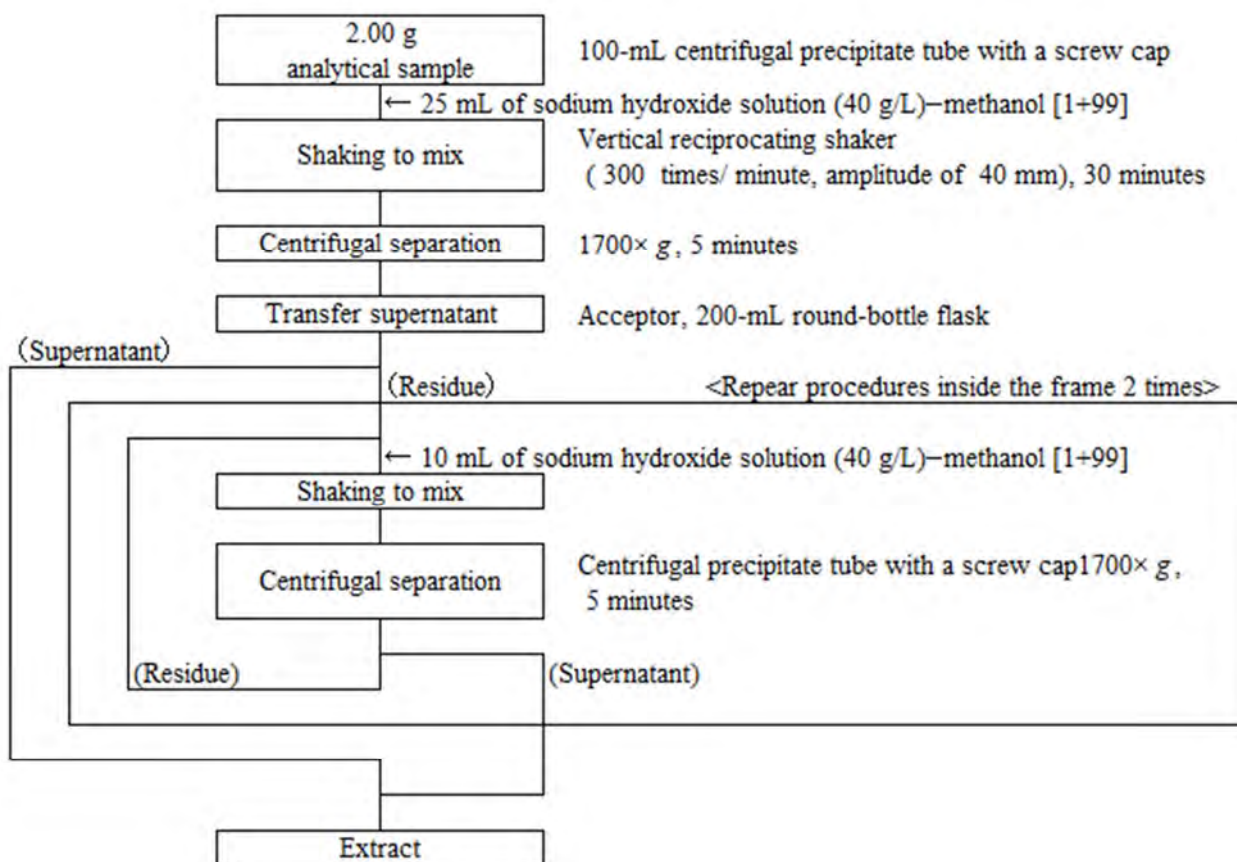 2.00 g
analytical sample
100-mL centrifugal precipitate tube with a screw cap
← 25 mL of sodium hydroxide solution (40 g/L)−methanol [1+99]
Shaking to mix
Vertical reciprocating shaker
( 300 times/ minute, amplitude of 40 mm), 30 minutes
Centrifugal separation
1700× g , 5 minutes
Transfer supernatant
Acceptor, 200-mL round-bottle flask
(Supernatant)
(Residue)
<Repear procedures inside the frame 2 times>
← 10 mL of sodium hydroxide solution (40 g/L)−methanol [1+99]
Shaking to mix
Centrifugal separation
Centrifugal precipitate tube with a screw cap1700× g ,
5 minutes
(Residue)
(Supernatant)
Extract